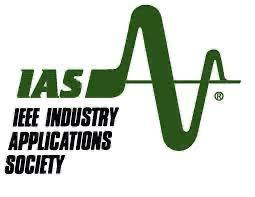 IAS
®
IEEE INDUSTRY
APPLICATIONS
SOCIETY